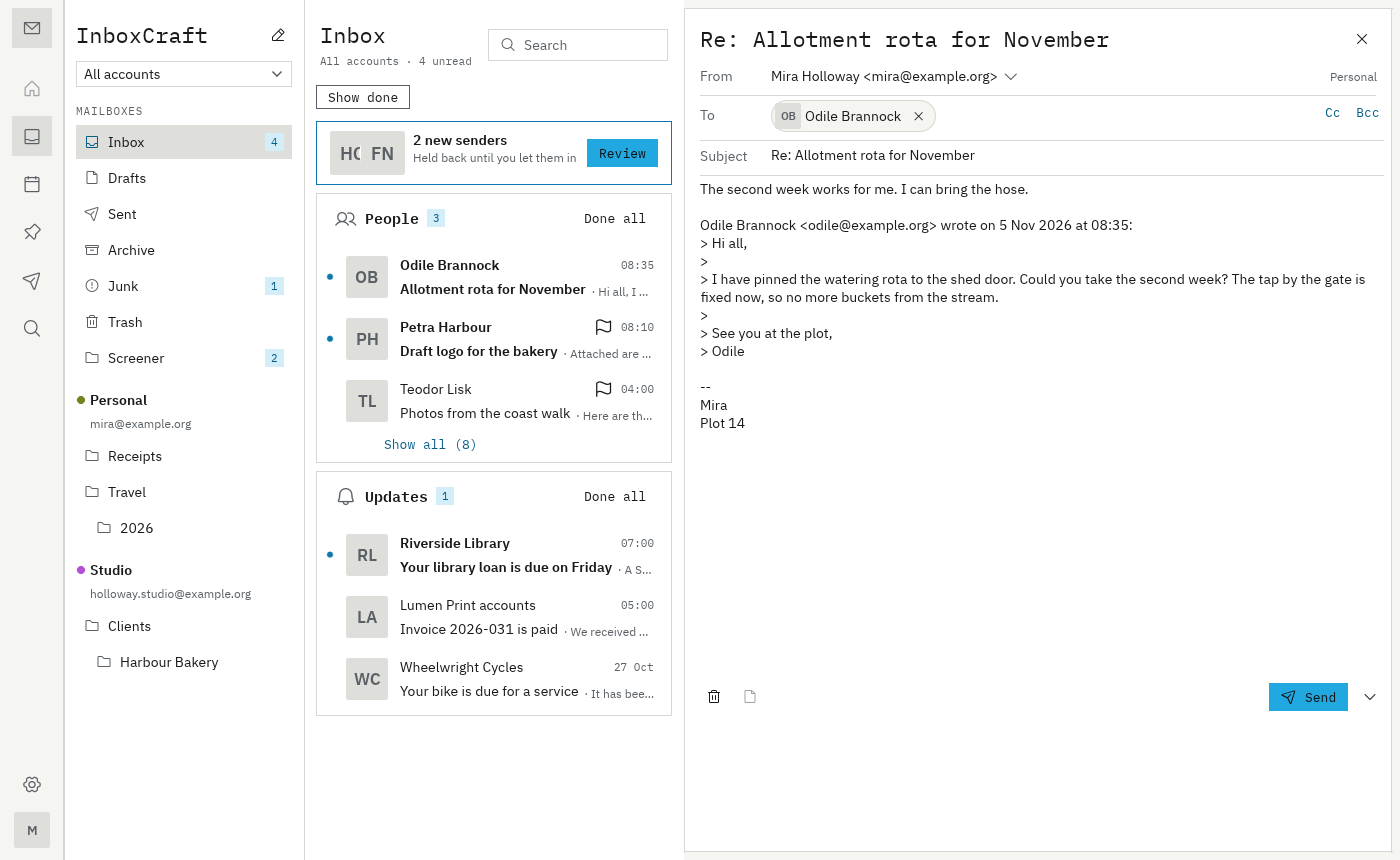 InboxCraft
All accounts
MAILBOXES
Inbox 4
Drafts
Sent
Archive
Junk 1
Trash
Screener 2
Personal
mira@example.org
Receipts
Travel
2026
Studio
holloway.studio@example.org
Clients
Harbour Bakery
M
Inbox
All accounts · 4 unread
Search
Show done
FN
2 new senders
Held back until you let them in
Review
People 3
Done all
OB
Odile Brannock 08:35
Allotment rota for November · Hi all, I ...
PH
Petra Harbour 08:10
Draft logo for the bakery · Attached are ...
TL
Teodor Lisk 04:00
Photos from the coast walk · Here are th...
Show all (8)
Updates 1
Done all
RL
Riverside Library 07:00
Your library loan is due on Friday · A S...
LA
Lumen Print accounts 05:00
Invoice 2026-031 is paid · We received ...
WC
Wheelwright Cycles 27 Oct
Your bike is due for a service · It has bee...
Re: Allotment rota for November
From Mira Holloway <mira@example.org> Personal
To OB Odile Brannock Cc Bcc
Subject Re: Allotment rota for November
The second week works for me. I can bring the hose.
Odile Brannock <odile@example.org> wrote on 5 Nov 2026 at 08:35:
> Hi all,
>
> I have pinned the watering rota to the shed door. Could you take the second week? The tap by the gate is
fixed now, so no more buckets from the stream.
>
> See you at the plot,
> Odile
--
Mira
Plot 14
Send